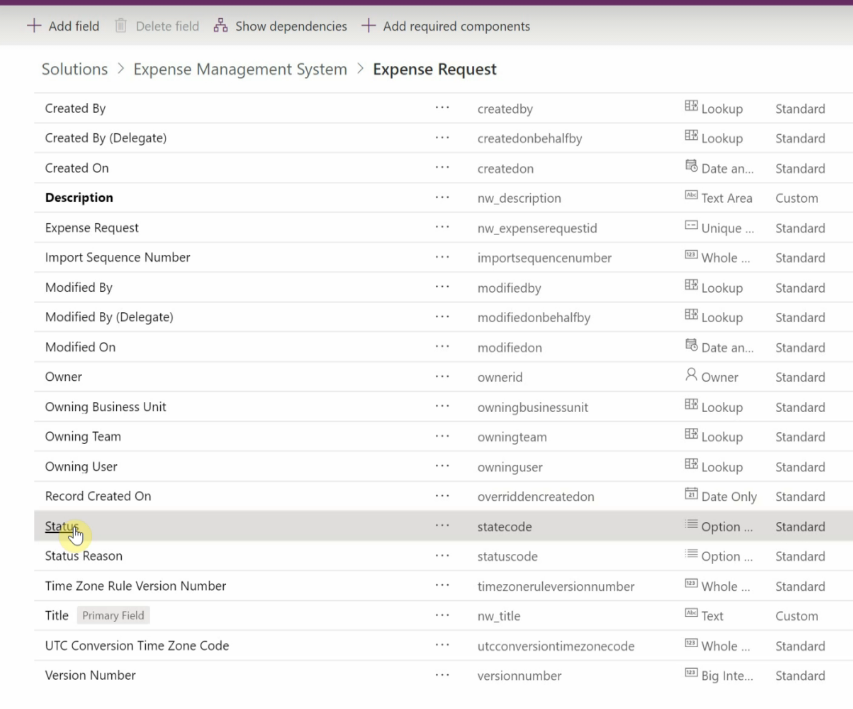 + Add field Delete field Show dependencies + Add required components
Solutions > Expense Management System > Expense Request
Created By ··· createdby Lookup Standard
Created By (Delegate) ··· createdonbehalfby Lookup Standard
Created On ··· createdon Date an... Standard
Description ··· nw_description Text Area Custom
Expense Request ··· nw_expenserequestid Unique ... Standard
Import Sequence Number ··· importsequencenumber Whole ... Standard
Modified By ··· modifiedby Lookup Standard
Modified By (Delegate) ··· modifiedonbehalfby Lookup Standard
Modified On ··· modifiedon Date an... Standard
Owner ··· ownerid Owner Standard
Owning Business Unit ··· owningbusinessunit Lookup Standard
Owning Team ··· owningteam Lookup Standard
Owning User ··· owninguser Lookup Standard
Record Created On ··· overriddencreatedon Date Only Standard
Status ··· statecode Option ... Standard
Status Reason ··· statuscode Option ... Standard
Time Zone Rule Version Number ··· timezoneruleversionnumber Whole ... Standard
Title Primary Field ··· nw_title Text Custom
UTC Conversion Time Zone Code ··· utcconversiontimezonecode Whole ... Standard
Version Number ··· versionnumber Big Inte... Standard